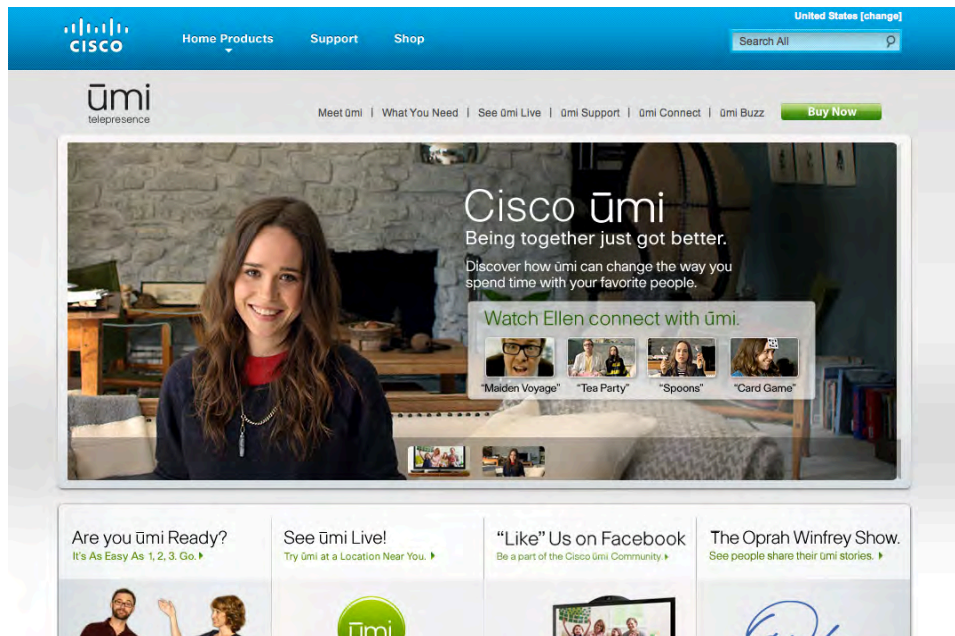 United States [change]
CISCO
Home Products
Support
Shop
Search All
ūmi
telepresence
Meet ūmi | What You Need | See ūmi Live | ūmi Support | ūmi Connect | ūmi Buzz
Buy Now
Cisco ūmi
Being together just got better.
Discover how ūmi can change the way you
spend time with your favorite people.
Watch Ellen connect with ūmi.
“Maiden Voyage” “Tea Party” “Spoons” “Card Game”
Are you ūmi Ready?
It's As Easy As 1, 2, 3. Go.
See ūmi Live!
Try ūmi at a Location Near You.
“Like” Us on Facebook
Be a part of the Cisco ūmi Community.
The Oprah Winfrey Show.
See people share their ūmi stories.
ūmi